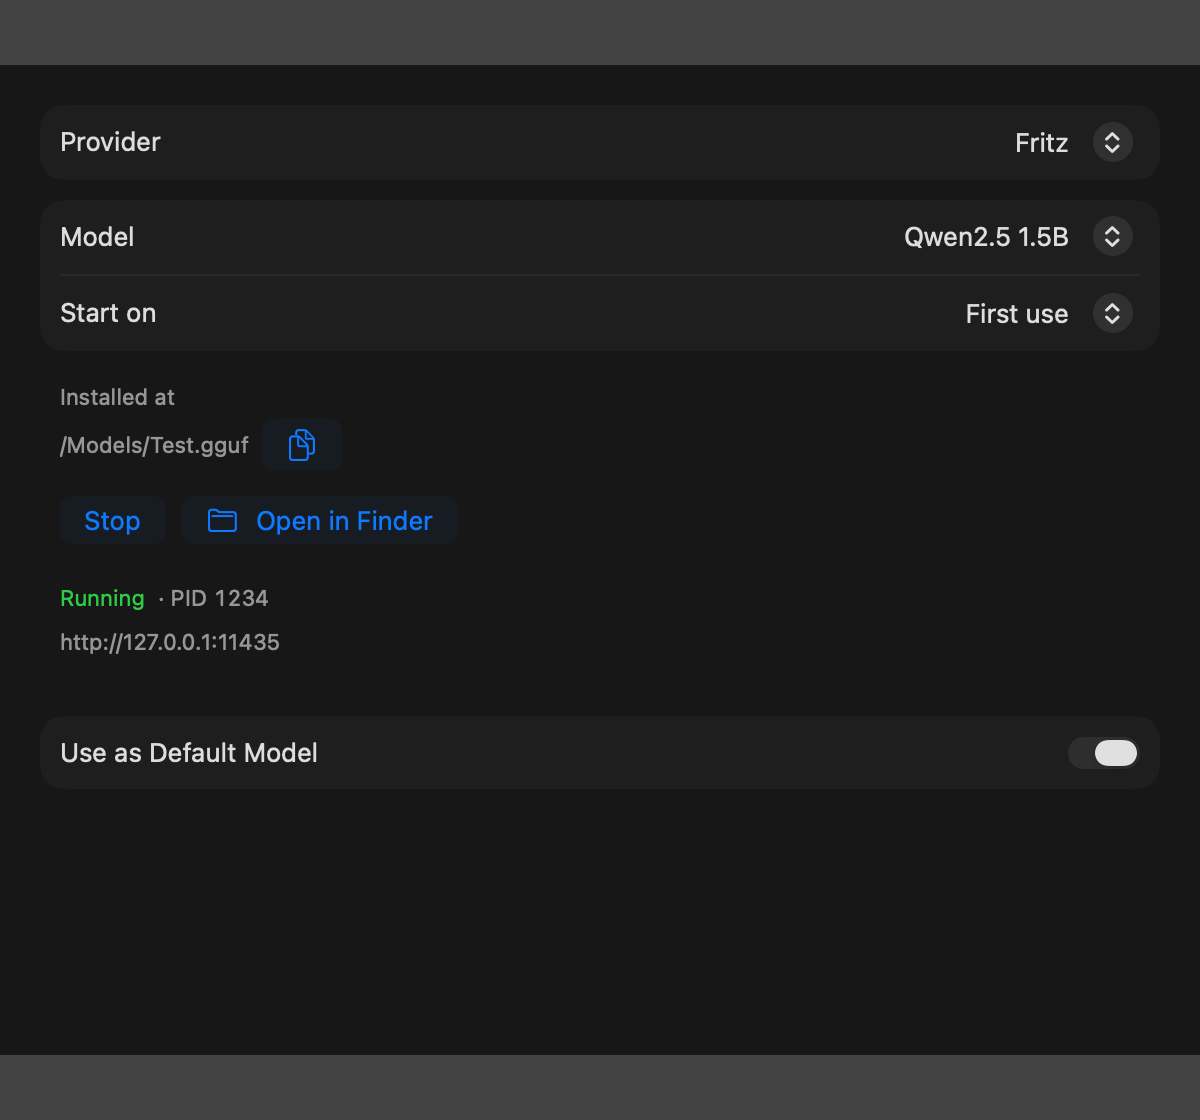 Provider Fritz
Model Qwen2.5 1.5B
Start on First use
Installed at
/Models/Test.gguf
Stop Open in Finder
Running · PID 1234
http://127.0.0.1:11435
Use as Default Model